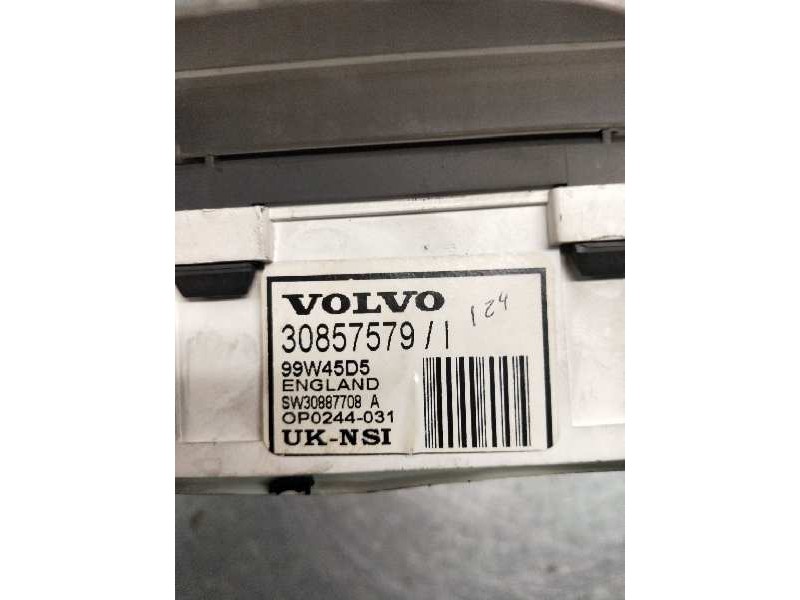 VOLVO
124
30857579/I
99W45D5
ENGLAND
SW30887708 A
OP0244-031
UK-NSI